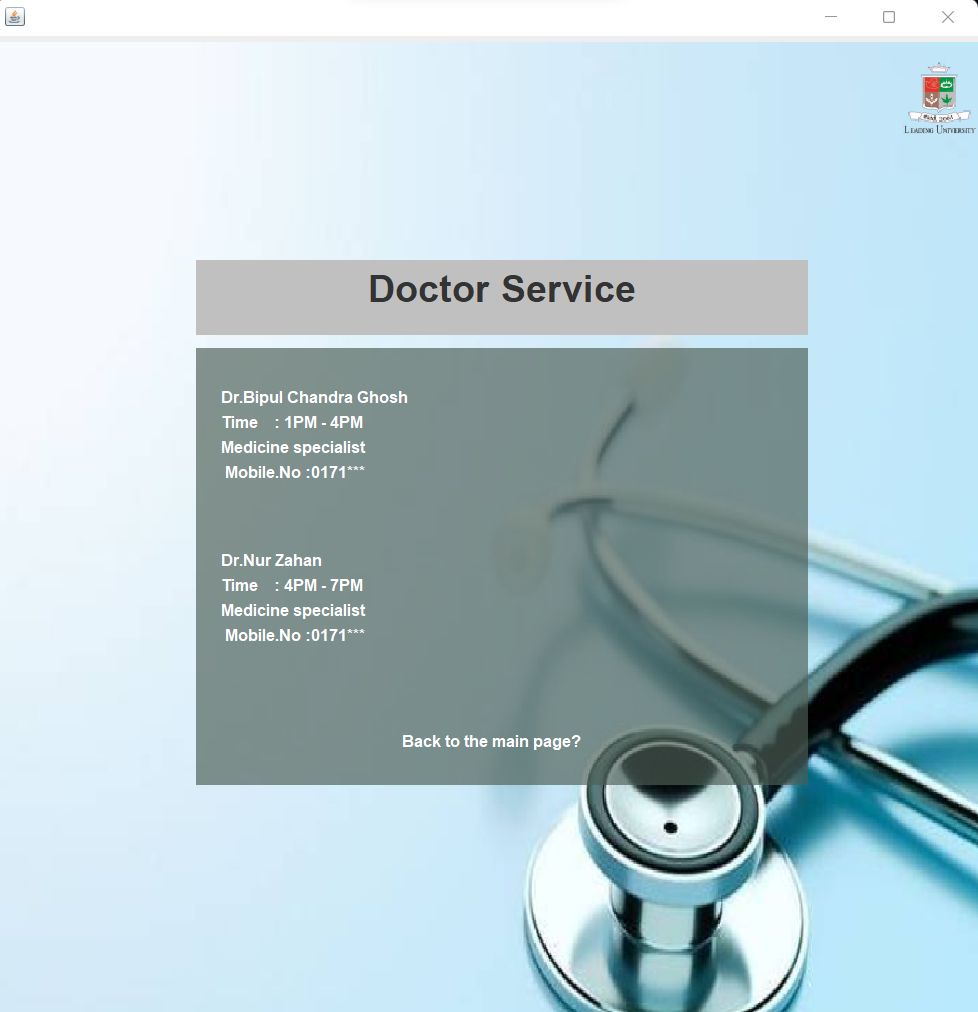 LEADING UNIVERSITY
Doctor Service
Dr.Bipul Chandra Ghosh
Time : 1PM - 4PM
Medicine specialist
Mobile.No :0171***
Dr.Nur Zahan
Time : 4PM - 7PM
Medicine specialist
Mobile.No :0171***
Back to the main page?